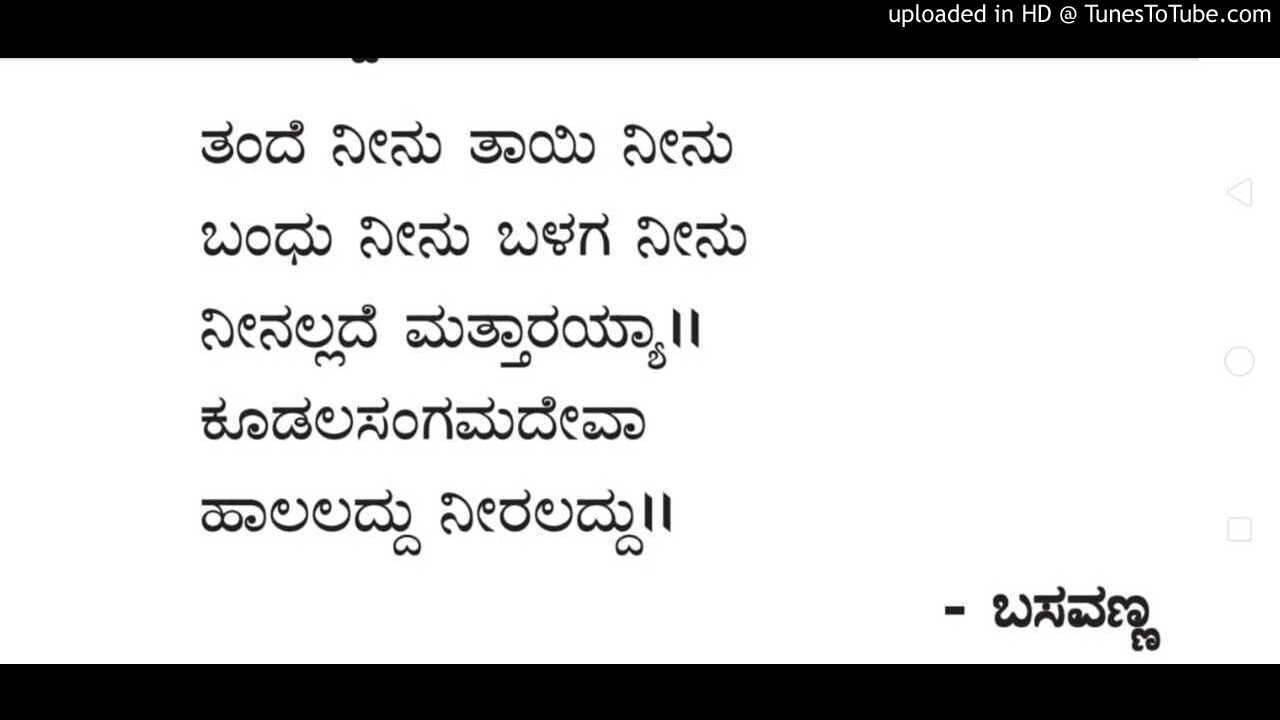 uploaded in HD @ TunesToTube.com
ತಂದೆ ನೀನು ತಾಯಿ ನೀನು
ಬಂಧು ನೀನು ಬಳಗ ನೀನು
ನೀನಲ್ಲದೆ ಮತ್ತಾರಯ್ಯಾ।।
ಕೂಡಲಸಂಗಮದೇವಾ
ಹಾಲಲದ್ದು ನೀರಲದ್ದು।।
- ಬಸವಣ್ಣ